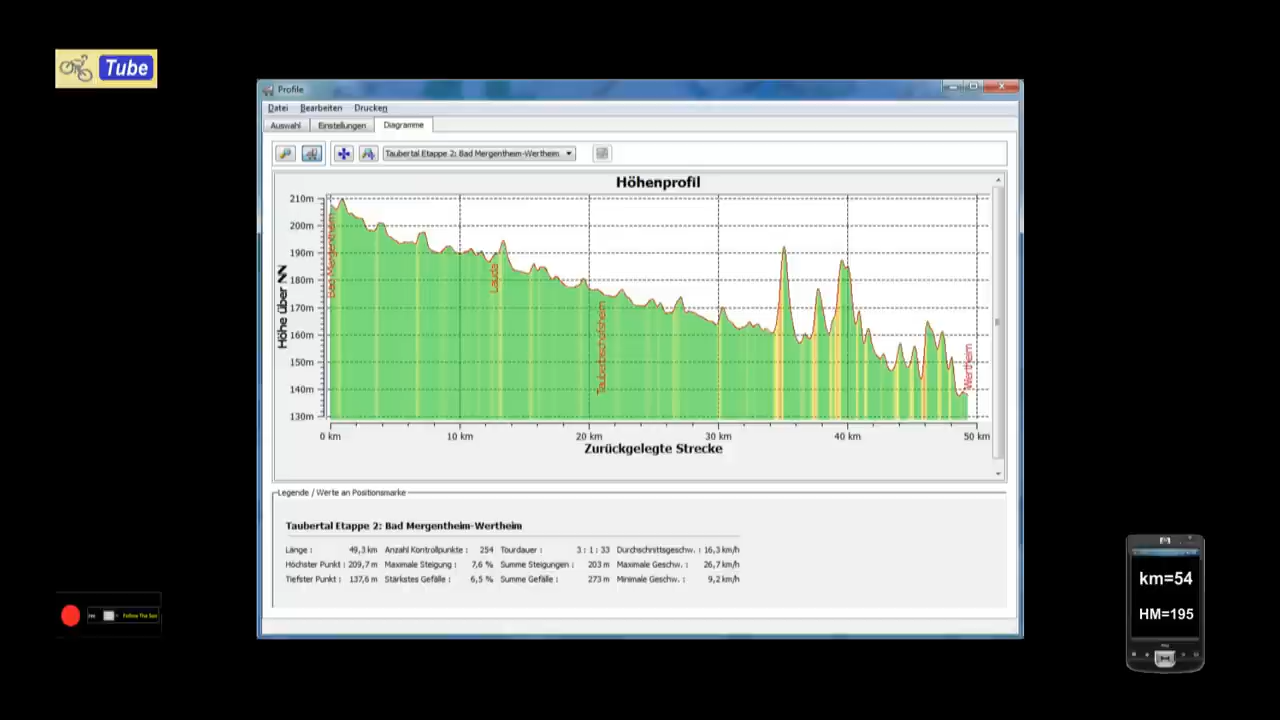 Tube
Profile
Datei Bearbeiten Drucken
Auswahl Einstellungen Diagramme
Taubertal Etappe 2: Bad Mergentheim-Wertheim
Höhenprofil
210m
200m
190m
180m
170m
160m
150m
140m
130m
Höhe über NN
Bad Mergentheim
Lauda
Tauberbischofsheim
Wertheim
0 km 10 km 20 km 30 km 40 km 50 km
Zurückgelegte Strecke
Legende / Werte an Positionsmarke
Taubertal Etappe 2: Bad Mergentheim-Wertheim
Länge : 49,3 km Anzahl Kontrollpunkte : 254 Tourdauer : 3 : 1 : 33 Durchschnittsgeschw. : 16,3 km/h
Höchster Punkt : 209,7 m Maximale Steigung : 7,6 % Summe Steigungen : 203 m Maximale Geschw. : 26,7 km/h
Tiefster Punkt : 137,6 m Stärkstes Gefälle : 6,5 % Summe Gefälle : 273 m Minimale Geschw. : 9,2 km/h
Follow The Sun
km=54
HM=195